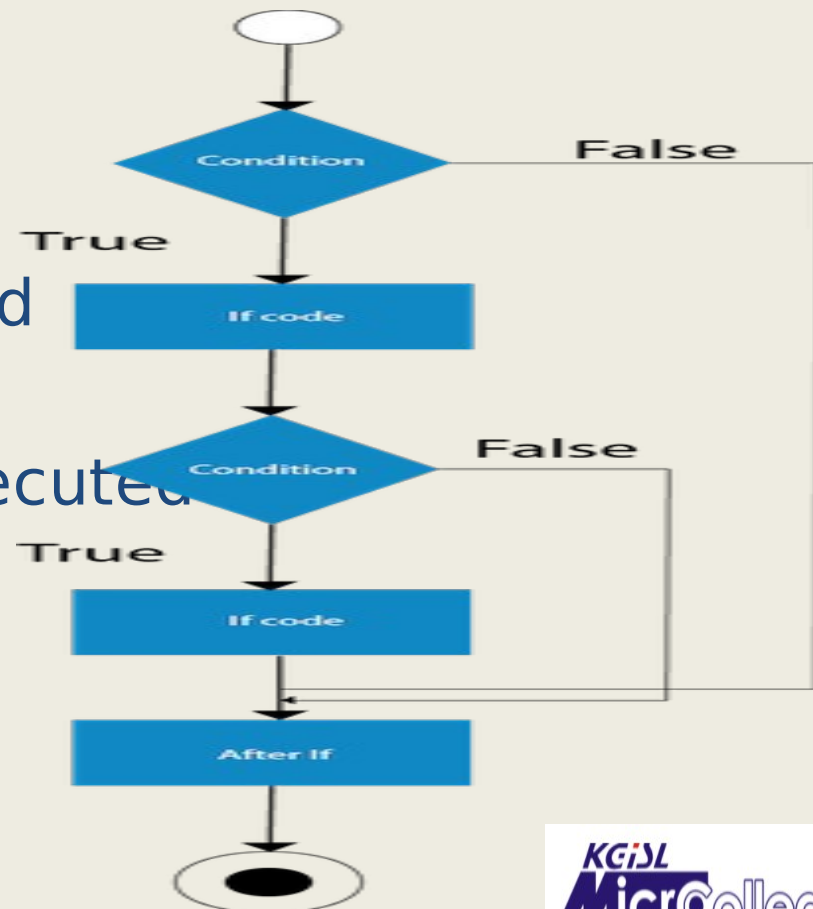 Condition
False
True
d
If code
Condition
False
ecuted
True
If code
After If
KGiSL